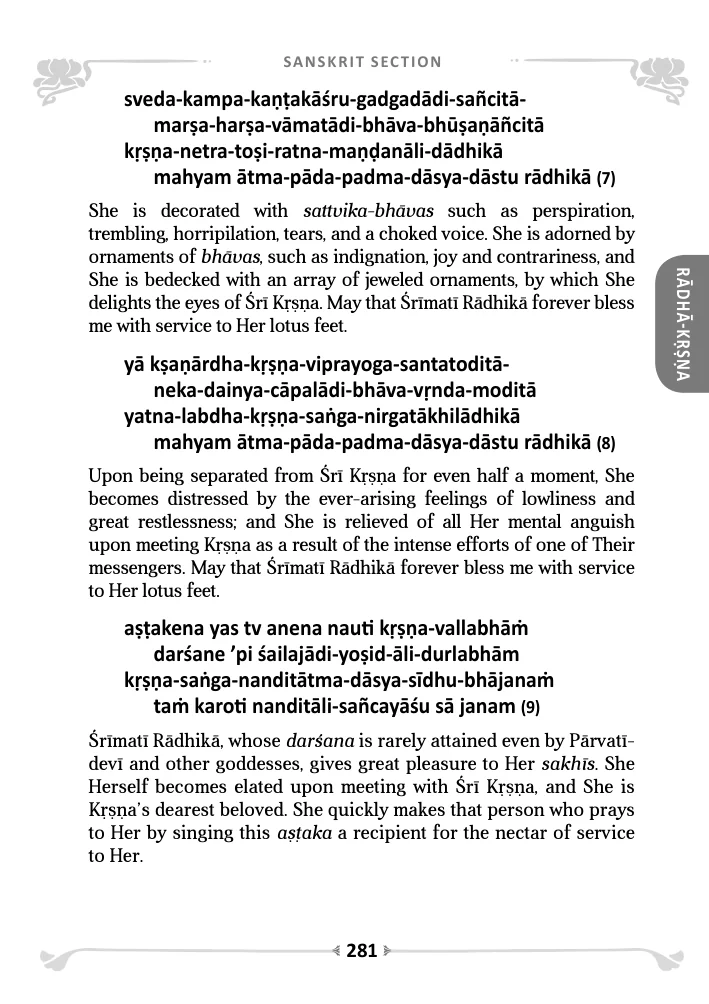 SANSKRIT SECTION
sveda-kampa-kaṇṭakāśru-gadgadādi-sañcitā-
marṣa-harṣa-vāmatādi-bhāva-bhūṣaṇāñcitā
kṛṣṇa-netra-toṣi-ratna-maṇḍanāli-dādhikā
mahyam ātma-pāda-padma-dāsya-dāstu rādhikā (7)
She is decorated with sattvika-bhāvas such as perspiration,
trembling, horripilation, tears, and a choked voice. She is adorned by
ornaments of bhāvas, such as indignation, joy and contrariness, and
She is bedecked with an array of jeweled ornaments, by which She
delights the eyes of Śrī Kṛṣṇa. May that Śrīmatī Rādhikā forever bless
me with service to Her lotus feet.
RĀDHĀ-KṚṢṆA
yā kṣaṇārdha-kṛṣṇa-viprayoga-santatoditā-
neka-dainya-cāpalādi-bhāva-vṛnda-moditā
yatna-labdha-kṛṣṇa-saṅga-nirgatākhilādhikā
mahyam ātma-pāda-padma-dāsya-dāstu rādhikā (8)
Upon being separated from Śrī Kṛṣṇa for even half a moment, She
becomes distressed by the ever-arising feelings of lowliness and
great restlessness; and She is relieved of all Her mental anguish
upon meeting Kṛṣṇa as a result of the intense efforts of one of Their
messengers. May that Śrīmatī Rādhikā forever bless me with service
to Her lotus feet.
aṣṭakena yas tv anena nauti kṛṣṇa-vallabhāṁ
darśane ’pi śailajādi-yoṣid-āli-durlabhām
kṛṣṇa-saṅga-nanditātma-dāsya-sīdhu-bhājanaṁ
taṁ karoti nanditāli-sañcayāśu sā janam (9)
Śrīmatī Rādhikā, whose darśana is rarely attained even by Pārvatī-
devī and other goddesses, gives great pleasure to Her sakhīs. She
Herself becomes elated upon meeting with Śrī Kṛṣṇa, and She is
Kṛṣṇa’s dearest beloved. She quickly makes that person who prays
to Her by singing this aṣṭaka a recipient for the nectar of service
to Her.
281